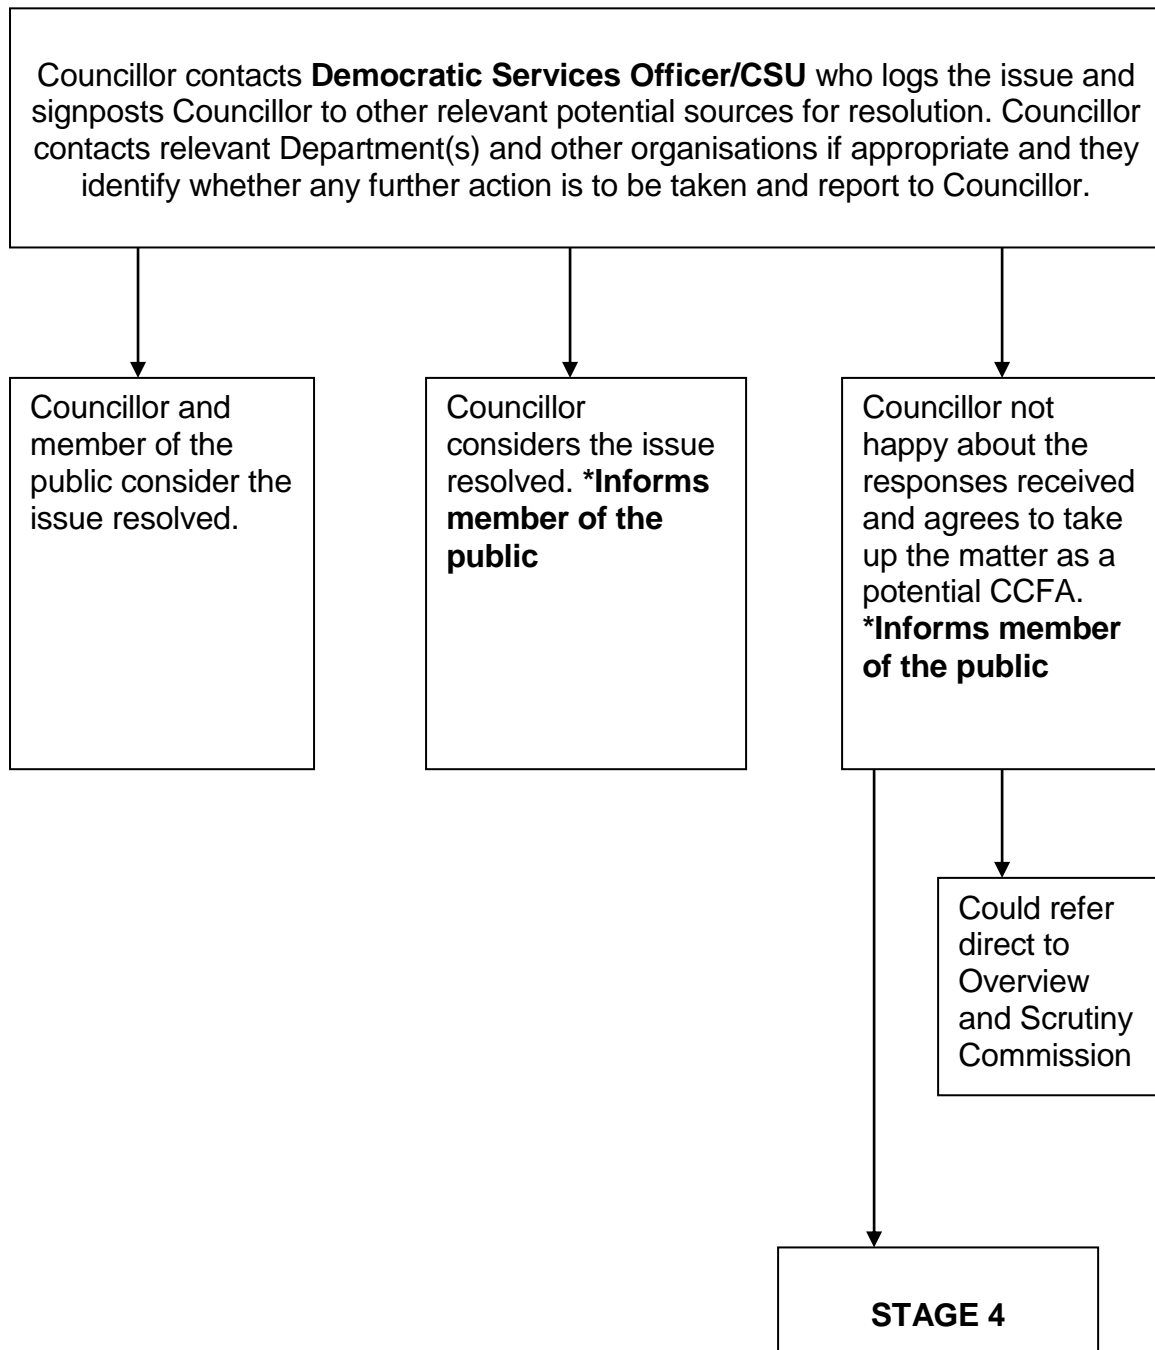 Councillor contacts Democratic Services Officer/CSU who logs the issue and
signposts Councillor to other relevant potential sources for resolution. Councillor
contacts relevant Department(s) and other organisations if appropriate and they
identify whether any further action is to be taken and report to Councillor.
Councillor and
member of the
public consider the
issue resolved.
Councillor
considers the issue
resolved. *Informs
member of the
public
Councillor not
happy about the
responses received
and agrees to take
up the matter as a
potential CCFA.
*Informs member
of the public
Could refer
direct to
Overview
and Scrutiny
Commission
STAGE 4